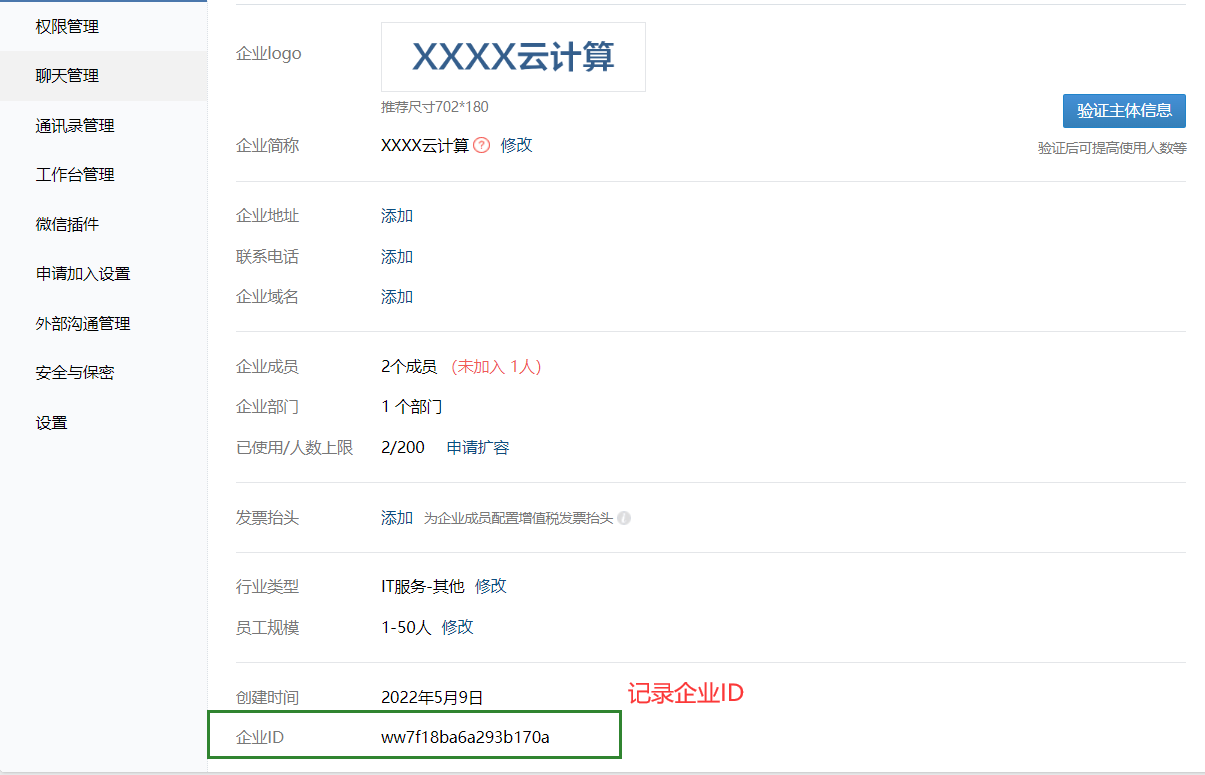 权限管理
聊天管理
通讯录管理
工作台管理
微信插件
申请加入设置
外部沟通管理
安全与保密
设置
企业logo
XXXX云计算
推荐尺寸702*180
验证主体信息
验证后可提高使用人数等
企业简称 XXXX云计算 ? 修改
企业地址 添加
联系电话 添加
企业域名 添加
企业成员 2个成员 (未加入 1人)
企业部门 1 个部门
已使用/人数上限 2/200 申请扩容
发票抬头 添加 为企业成员配置增值税发票抬头 i
行业类型 IT服务-其他 修改
员工规模 1-50人 修改
创建时间 2022年5月9日
记录企业ID
企业ID ww7f18ba6a293b170a